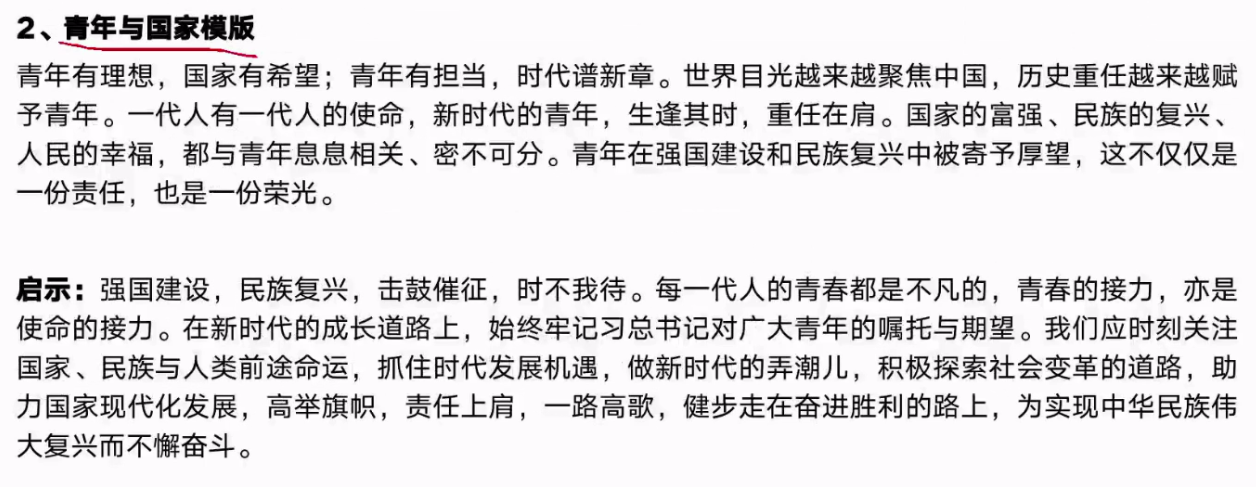 2、青年与国家模版
青年有理想，国家有希望；青年有担当，时代谱新章。世界目光越来越聚焦中国，历史重任越来越赋
予青年。一代人有一代人的使命，新时代的青年，生逢其时，重任在肩。国家的富强、民族的复兴、
人民的幸福，都与青年息息相关、密不可分。青年在强国建设和民族复兴中被寄予厚望，这不仅仅是
一份责任，也是一份荣光。
启示：强国建设，民族复兴，击鼓催征，时不我待。每一代人的青春都是不凡的，青春的接力，亦是
使命的接力。在新时代的成长道路上，始终牢记习总书记对广大青年的嘱托与期望。我们应时刻关注
国家、民族与人类前途命运，抓住时代发展机遇，做新时代的弄潮儿，积极探索社会变革的道路，助
力国家现代化发展，高举旗帜，责任上肩，一路高歌，健步走在奋进胜利的路上，为实现中华民族伟
大复兴而不懈奋斗。